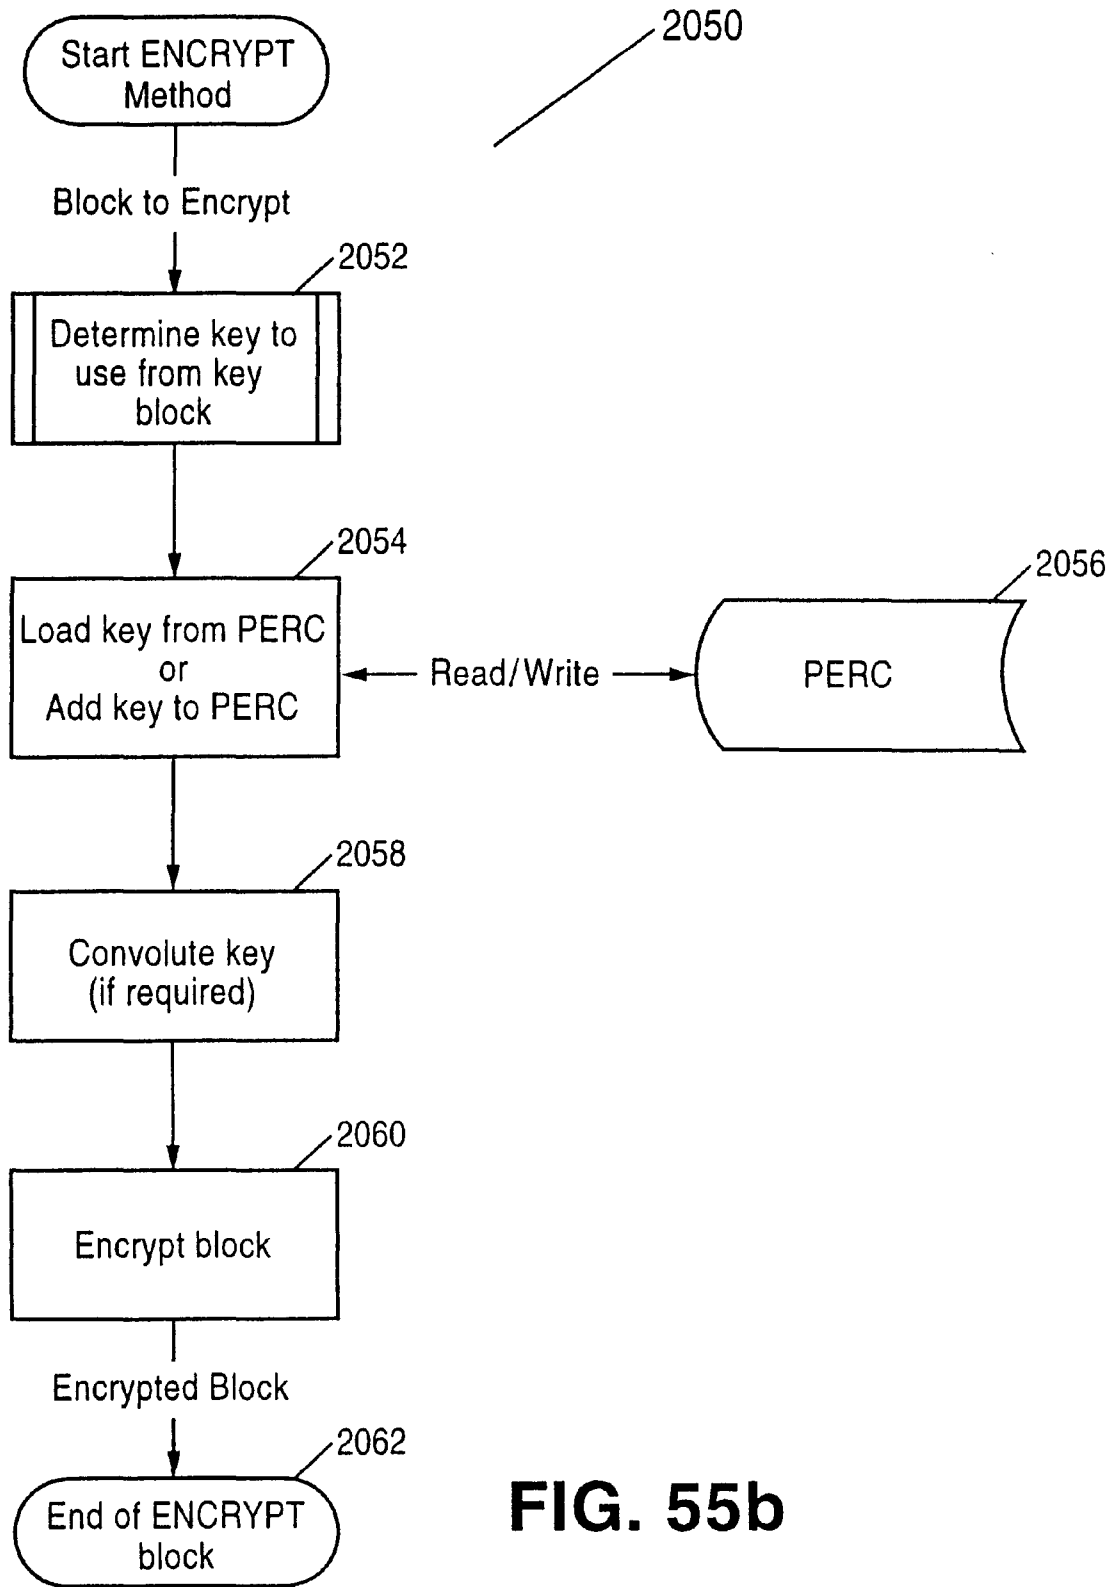 2050
Start ENCRYPT
Method
Block to Encrypt
2052
Determine key to
use from key
block
2054
Load key from PERC
or
Add key to PERC
Read/Write
2056
PERC
2058
Convolute key
(if required)
2060
Encrypt block
Encrypted Block
2062
End of ENCRYPT
block
FIG. 55b